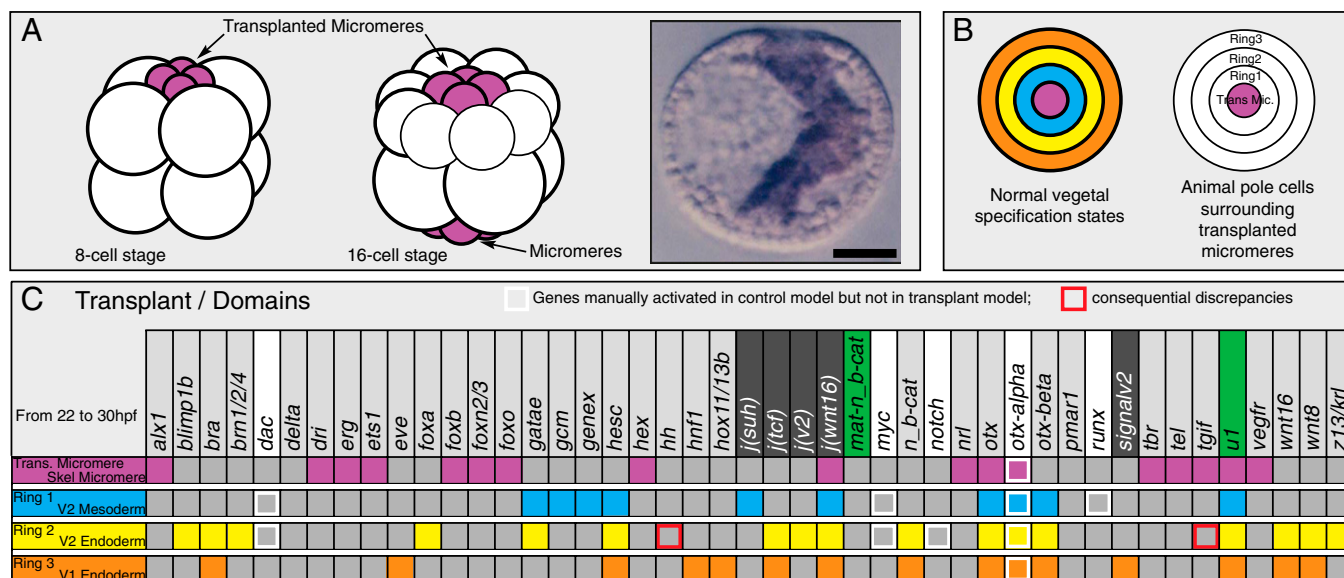 A
Transplanted Micromeres
8-cell stage
16-cell stage
Micromeres
B
Normal vegetal
specification states
Ring3
Ring2
Ring1
Trans Mic.
Animal pole cells
surrounding
transplanted
micromeres
C Transplant / Domains
Genes manually activated in control model but not in transplant model;
consequential discrepancies
From 22 to 30hpf
alx1
blimp1b
bra
brn1/2/4
dac
delta
dri
erg
ets1
eve
foxa
foxb
foxn2/3
foxo
gatae
gcm
genex
hesc
hex
hh
hnf1
hox11/13b
j(suh)
j(tcf)
j(v2)
j(wnt16)
mat-n_b-cat
myc
n_b-cat
notch
nrl
otx
otx-alpha
otx-beta
pmar1
runx
signalv2
tbr
tel
tgif
u1
vegfr
wnt16
wnt8
z13/krl
Trans. Micromere
Skel Micromere
Ring 1
V2 Mesoderm
Ring 2
V2 Endoderm
Ring 3
V1 Endoderm